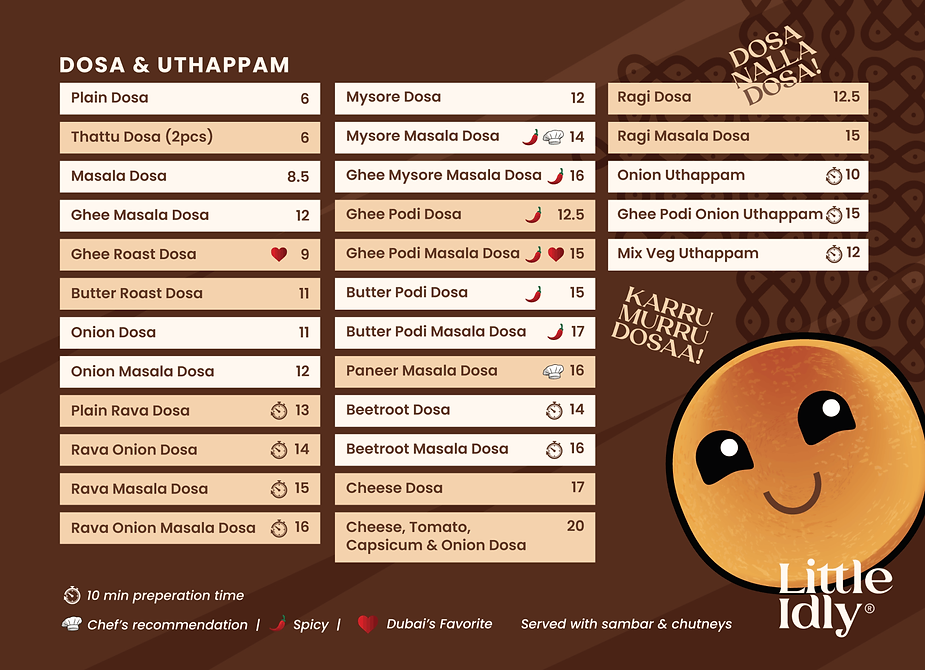 DOSA & UTHAPPAM
Plain Dosa 6
Thattu Dosa (2pcs) 6
Masala Dosa 8.5
Ghee Masala Dosa 12
Ghee Roast Dosa 9
Butter Roast Dosa 11
Onion Dosa 11
Onion Masala Dosa 12
Plain Rava Dosa 13
Rava Onion Dosa 14
Rava Masala Dosa 15
Rava Onion Masala Dosa 16
Mysore Dosa 12
Mysore Masala Dosa 14
Ghee Mysore Masala Dosa 16
Ghee Podi Dosa 12.5
Ghee Podi Masala Dosa 15
Butter Podi Dosa 15
Butter Podi Masala Dosa 17
Paneer Masala Dosa 16
Beetroot Dosa 14
Beetroot Masala Dosa 16
Cheese Dosa 17
Cheese, Tomato, 20
Capsicum & Onion Dosa
DOSA
NALLA
DOSA!
Ragi Dosa 12.5
Ragi Masala Dosa 15
Onion Uthappam 10
Ghee Podi Onion Uthappam 15
Mix Veg Uthappam 12
KARRU
MURRU
DOSAA!
10 min preperation time
Chef's recommendation | Spicy | Dubai's Favorite Served with sambar & chutneys
Little
Idly®